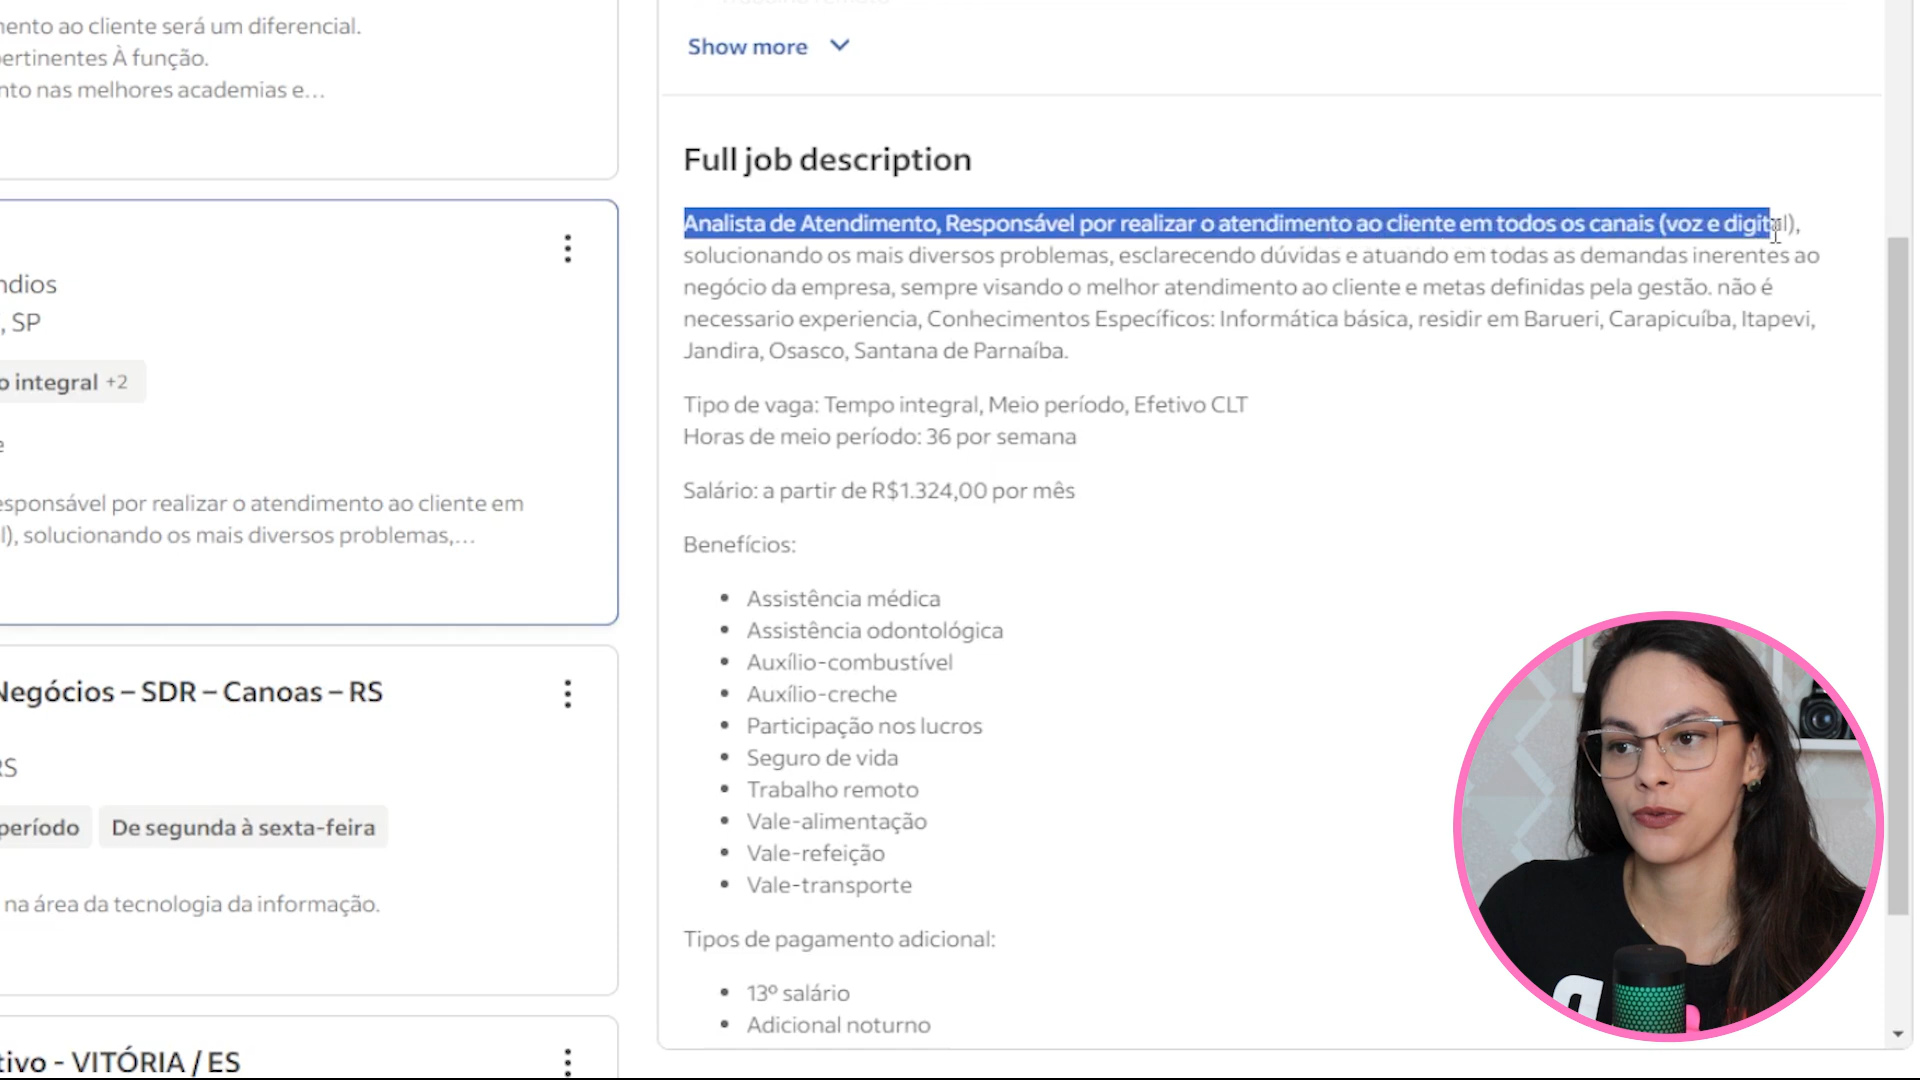 mento ao cliente será um diferencial.
pertinentes À função.
nto nas melhores academias e...
ndios
, SP
o integral +2
e
esponsável por realizar o atendimento ao cliente em
l), solucionando os mais diversos problemas,...
Negócios – SDR – Canoas – RS
RS
período
De segunda à sexta-feira
na área da tecnologia da informação.
tivo - VITÓRIA / ES
Show more
Full job description
Analista de Atendimento, Responsável por realizar o atendimento ao cliente em todos os canais (voz e digital),
solucionando os mais diversos problemas, esclarecendo dúvidas e atuando em todas as demandas inerentes ao
negócio da empresa, sempre visando o melhor atendimento ao cliente e metas definidas pela gestão. não é
necessario experiencia, Conhecimentos Específicos: Informática básica, residir em Barueri, Carapicuíba, Itapevi,
Jandira, Osasco, Santana de Parnaíba.
Tipo de vaga: Tempo integral, Meio período, Efetivo CLT
Horas de meio período: 36 por semana
Salário: a partir de R$1.324,00 por mês
Benefícios:
• Assistência médica
• Assistência odontológica
• Auxílio-combustível
• Auxílio-creche
• Participação nos lucros
• Seguro de vida
• Trabalho remoto
• Vale-alimentação
• Vale-refeição
• Vale-transporte
Tipos de pagamento adicional:
• 13º salário
• Adicional noturno